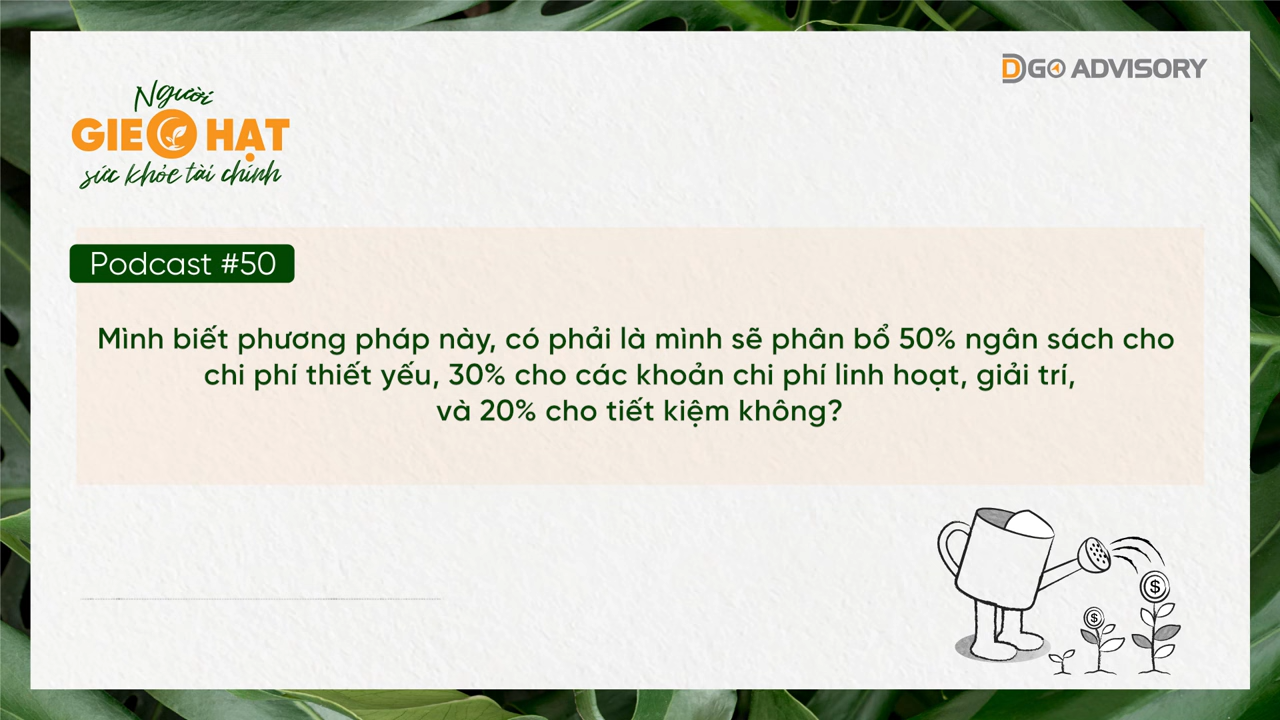 DGO ADVISORY
Người
GIEO HẠT
sức khỏe tài chính
Podcast #50
Mình biết phương pháp này, có phải là mình sẽ phân bổ 50% ngân sách cho
chi phí thiết yếu, 30% cho các khoản chi phí linh hoạt, giải trí,
và 20% cho tiết kiệm không?
$
$